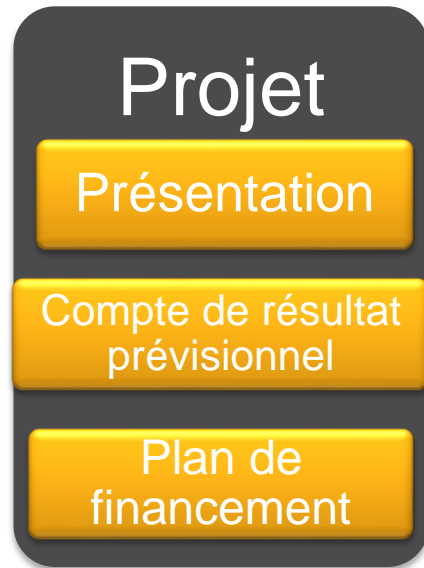 Projet
Présentation
Compte de résultat
prévisionnel
Plan de
financement